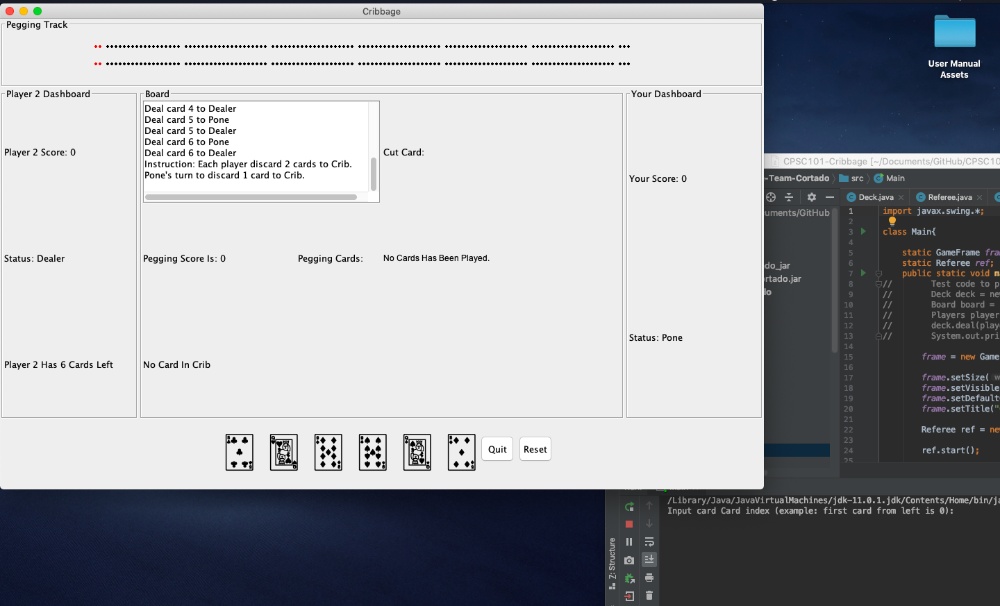 Cribbage
Pegging Track
Player 2 Dashboard
Player 2 Score: 0
Status: Dealer
Player 2 Has 6 Cards Left
Board
Deal card 4 to Dealer
Deal card 5 to Pone
Deal card 5 to Dealer
Deal card 6 to Pone
Deal card 6 to Dealer
Instruction: Each player discard 2 cards to Crib.
Pone's turn to discard 1 card to Crib.
Cut Card:
Pegging Score Is: 0
Pegging Cards:
No Cards Has Been Played.
No Card In Crib
Your Dashboard
Your Score: 0
Status: Pone
Quit
Reset
User Manual
Assets
CPSC101-Cribbage [~/Documents/GitHub/CPSC10
-Team-Cortado
src
Main
Deck.java
Referee.java
cuments/GitHub
ado_jar
ortado.jar
lo
1 import javax.swing.*;
2
3 class Main{
4
5 static GameFrame fra
6 static Referee ref;
7 public static void m
8 // Test code to p
9 // Deck deck = new
10 // Board board =
11 // Players player
12 // deck.deal(playe
13 // System.out.pri
14
15 frame = new Game
16
17 frame.setSize( w
18 frame.setVisible
19 frame.setDefault
20 frame.setTitle("
21
22 Referee ref = new
23
24 ref.start();
25
/Library/Java/JavaVirtualMachines/jdk-11.0.1.jdk/Contents/Home/bin/ja
Input card Card index (example: first card from left is 0):
Z: Structure